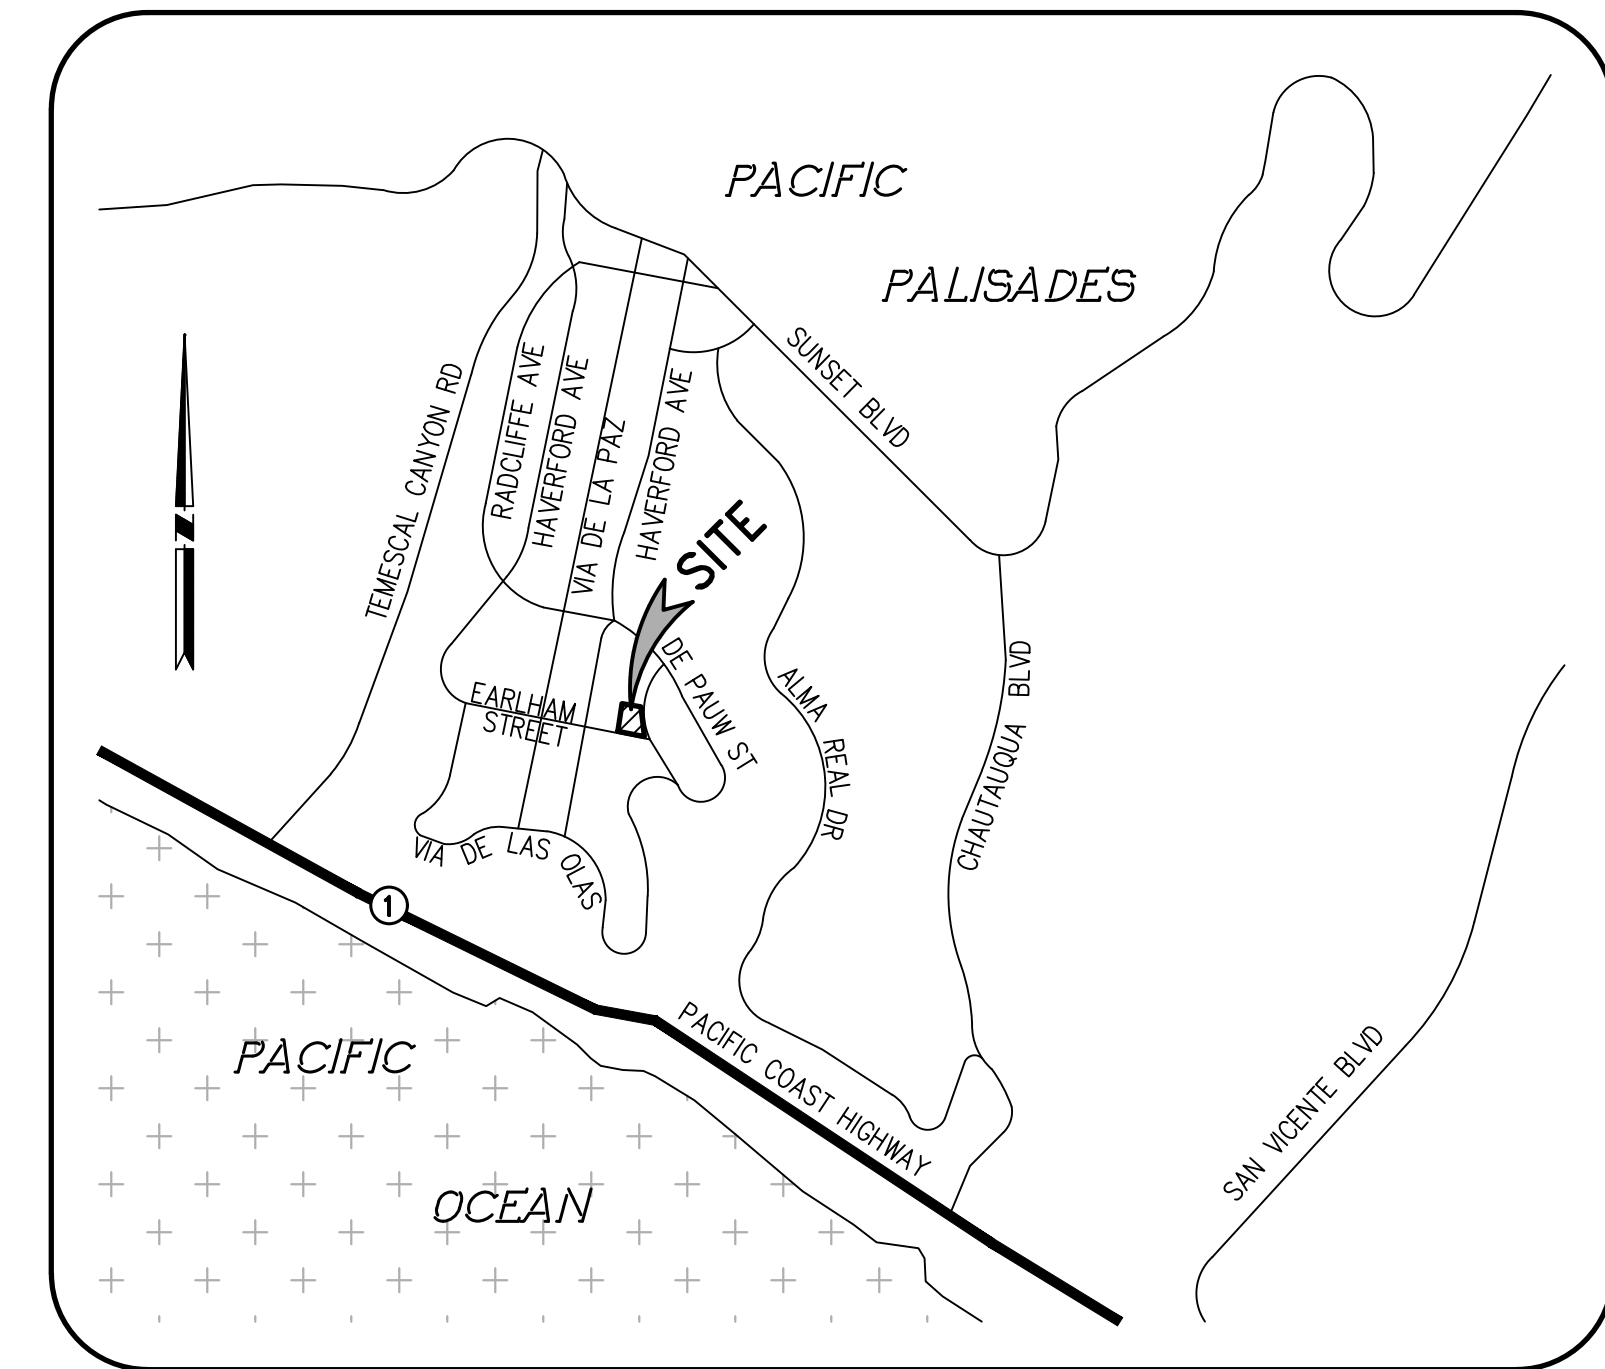 PACIFIC
PALISADES
SUNSET BLVD
TEMESCAL CANYON RD
RADCLIFFE AVE
HAVERFORD AVE
VIA DE LA PAZ
HAVERFORD AVE
N
SITE
DE PAUW ST
EARLHAM
STREET
ALMA REAL DR
CHAUTAUQUA BLVD
VIA DE LAS OLAS
1
PACIFIC COAST HIGHWAY
PACIFIC
OCEAN
SAN VICENTE BLVD